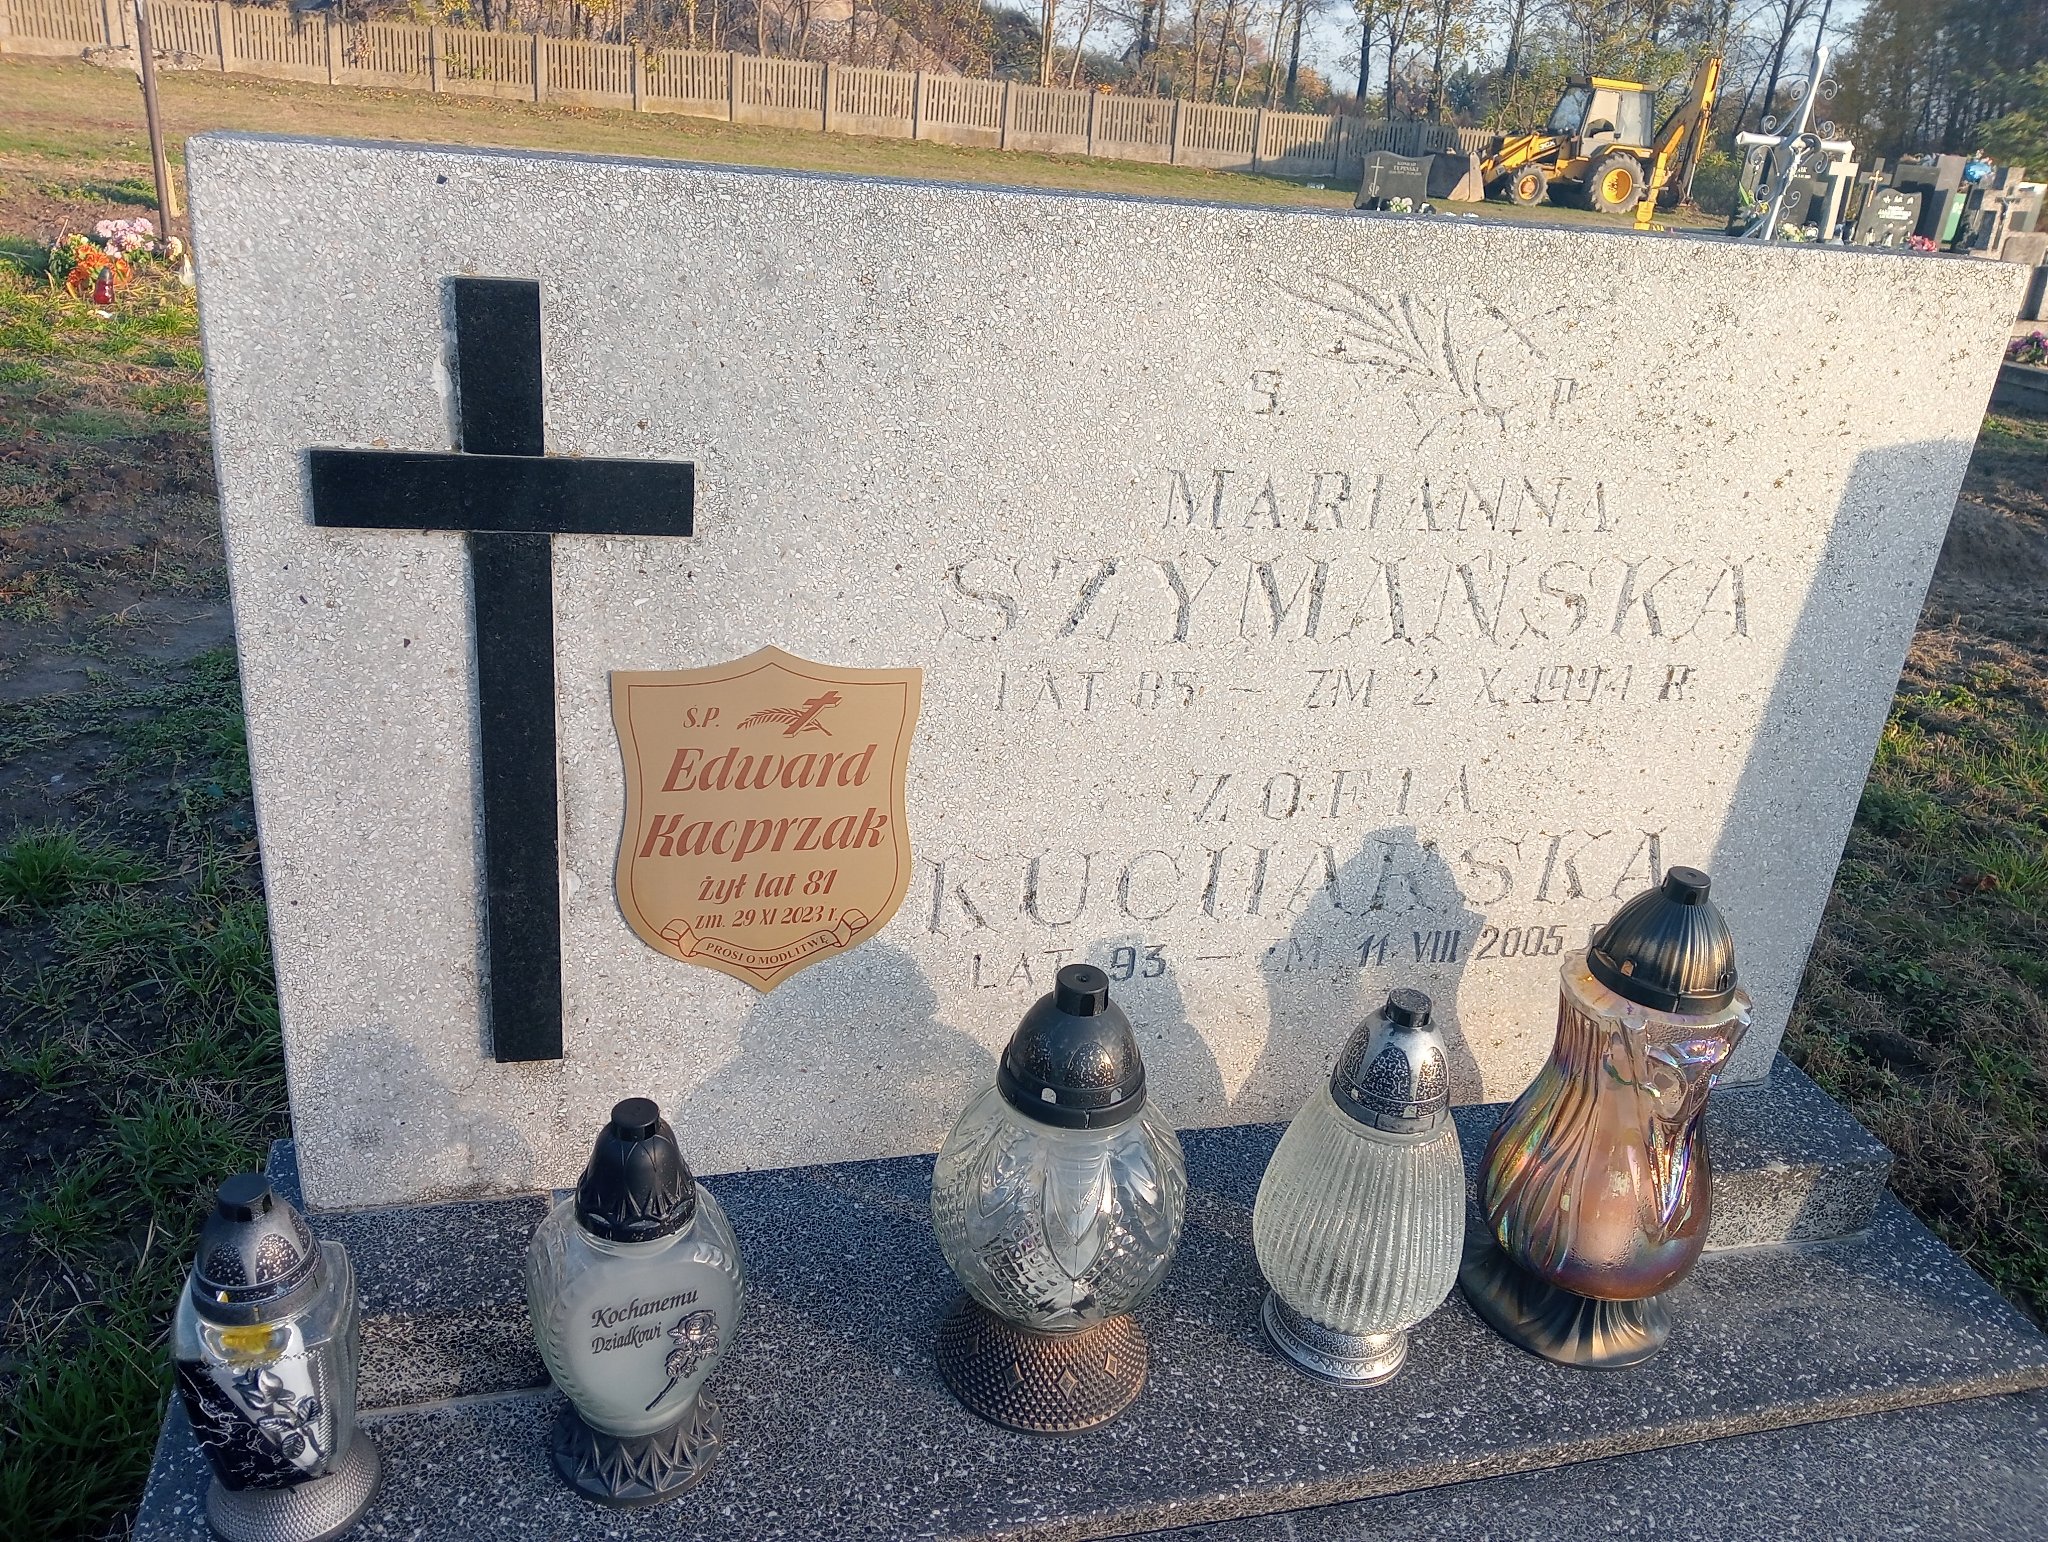 S. P.
MARIANNA
SZYMAŃSKA
LAT 85 – ZM 2 X 1994 R
ZOFIA
KUCHARSKA
LAT 93 – ZM 11 VIII 2005 R
Ś.P.
Edward
Kacprzak
żył lat 81
zm. 29 XI 2023 r.
PROSI O MODLITWĘ
Kochanemu
Dziadkowi